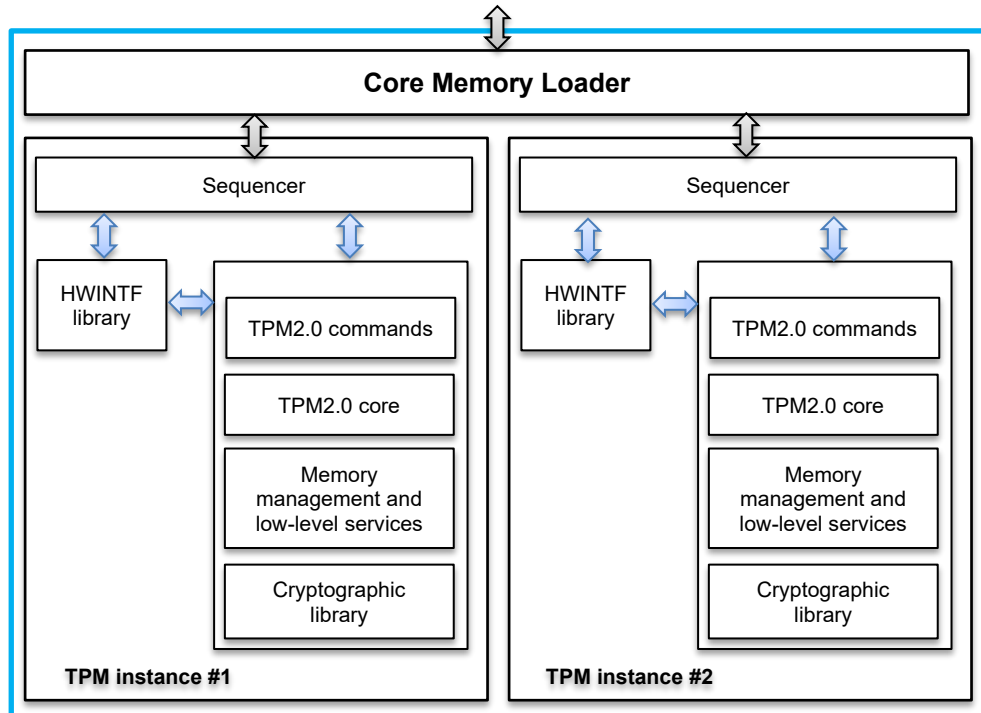 Core Memory Loader
Sequencer
HWINTF
library
TPM2.0 commands
TPM2.0 core
Memory
management and
low-level services
Cryptographic
library
TPM instance #1
Sequencer
HWINTF
library
TPM2.0 commands
TPM2.0 core
Memory
management and
low-level services
Cryptographic
library
TPM instance #2